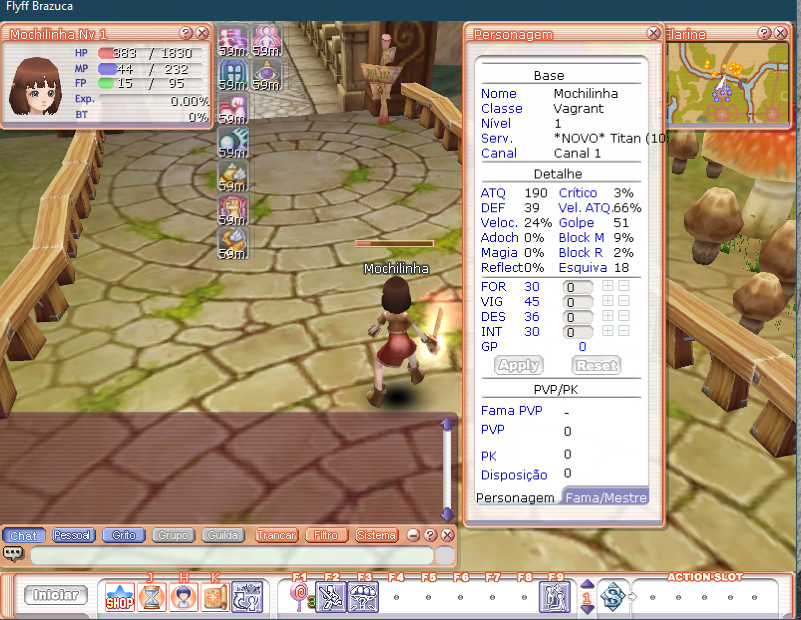 Flyff Brazuca
Mochilinha Nv 1
HP 383 / 1830
MP 44 / 232
FP 15 / 95
Exp. 0.00%
BT 0%
59m 59m
59m 59m
59m
59m
59m
59m
59m
Mochilinha
Personagem
Base
Nome Mochilinha
Classe Vagrant
Nível 1
Serv. *NOVO* Titan (10
Canal Canal 1
Detalhe
ATQ 190 Crítico 3%
DEF 39 Vel. ATQ. 66%
Veloc. 24% Golpe 51
Adoch 0% Block M 9%
Magia 0% Block R 2%
Reflect 0% Esquiva 18
FOR 30 0
VIG 45 0
DES 36 0
INT 30 0
GP 0
Apply Reset
PVP/PK
Fama PVP -
PVP 0
PK 0
Disposição 0
Personagem Fama/Mestre
Flarine
Chat Pessoal Grito Grupo Guilda Trancar Filtro Sistema
Iniciar
SHOP
J H K
F1 F2 F3 F4 F5 F6 F7 F8 F9
3
1
S
ACTION-SLOT